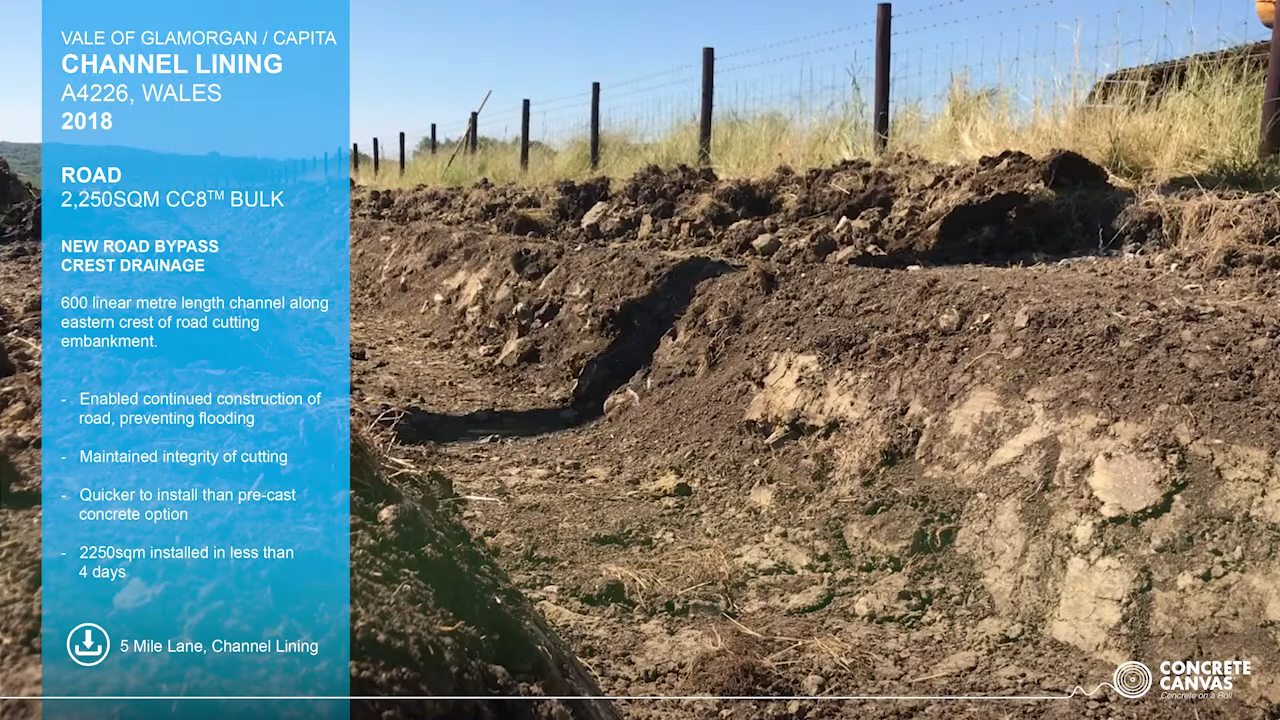 VALE OF GLAMORGAN / CAPITA
CHANNEL LINING
A4226, WALES
2018
ROAD
2,250SQM CC8™ BULK
NEW ROAD BYPASS
CREST DRAINAGE
600 linear metre length channel along
eastern crest of road cutting
embankment.
- Enabled continued construction of
road, preventing flooding
- Maintained integrity of cutting
- Quicker to install than pre-cast
concrete option
- 2250sqm installed in less than
4 days
5 Mile Lane, Channel Lining
CONCRETE
CANVAS
Concrete on a Roll